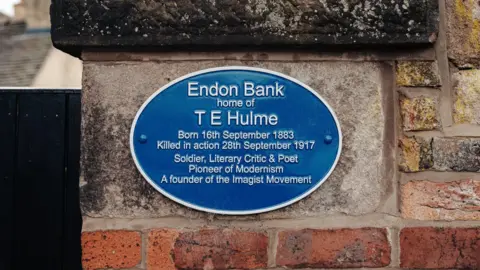 Endon Bank
home of
T E Hulme
Born 16th September 1883
Killed in action 28th September 1917
Soldier, Literary Critic & Poet
Pioneer of Modernism
A founder of the Imagist Movement